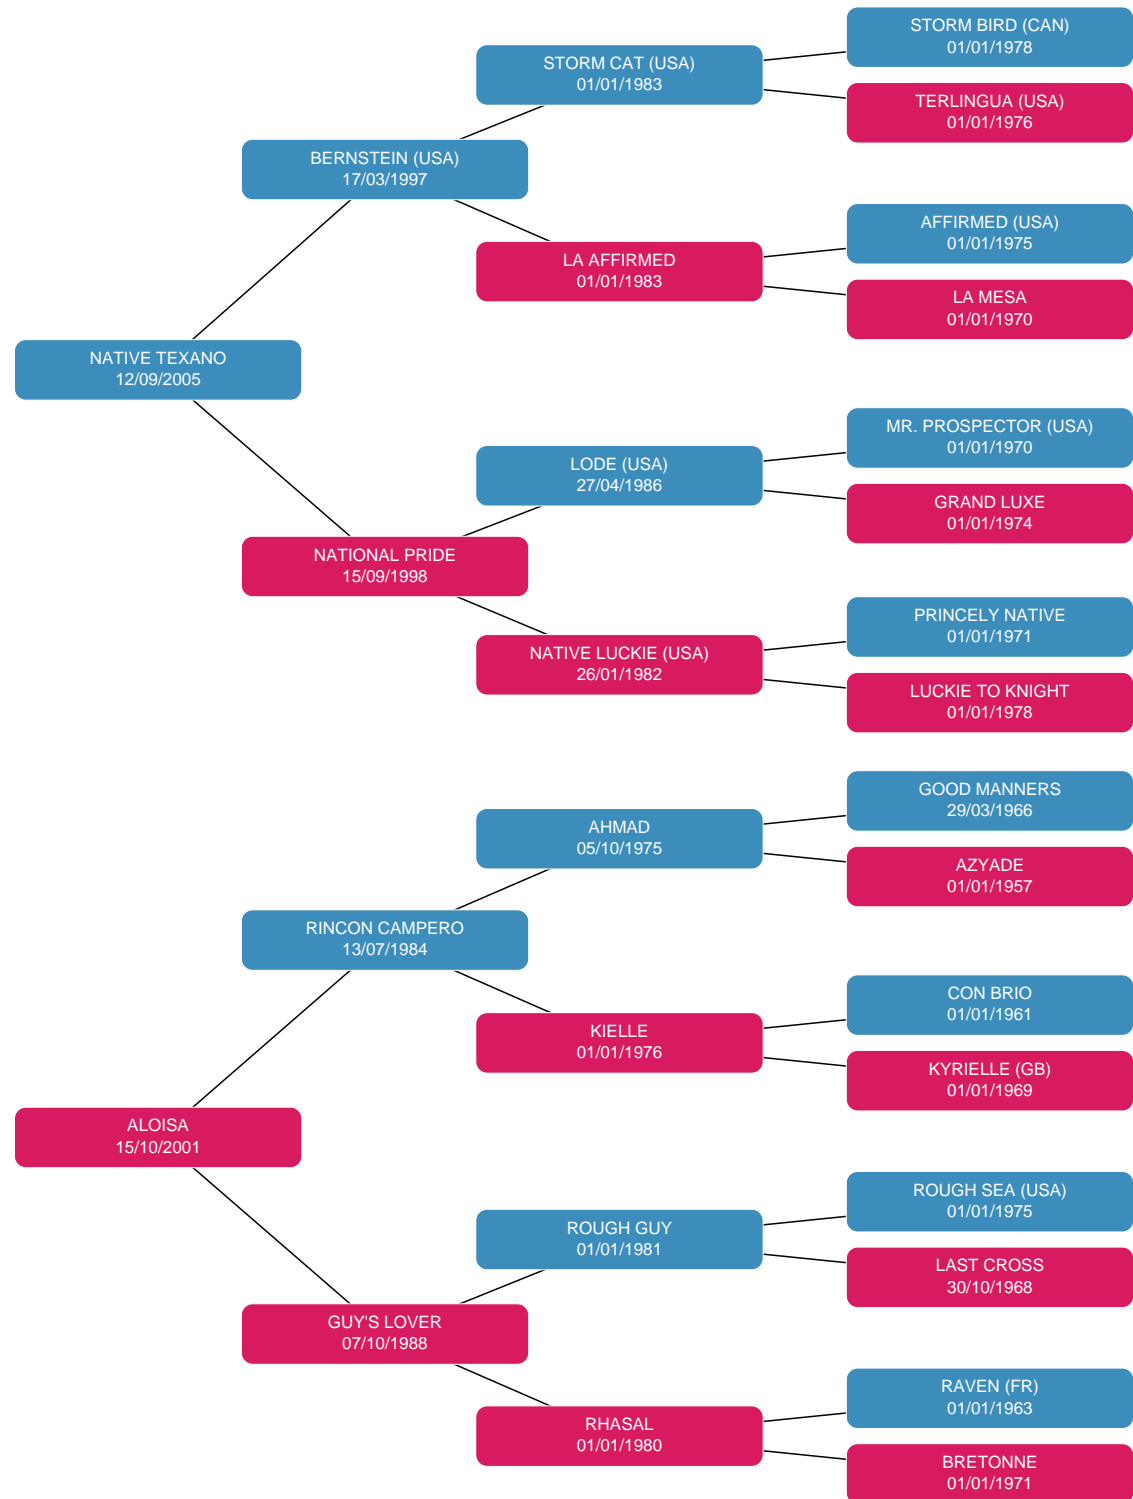 STORM BIRD (CAN)
01/01/1978
STORM CAT (USA)
01/01/1983
TERLINGUA (USA)
01/01/1976
BERNSTEIN (USA)
17/03/1997
AFFIRMED (USA)
01/01/1975
LA AFFIRMED
01/01/1983
LA MESA
01/01/1970
NATIVE TEXANO
12/09/2005
MR. PROSPECTOR (USA)
01/01/1970
LODE (USA)
27/04/1986
GRAND LUXE
01/01/1974
NATIONAL PRIDE
15/09/1998
PRINCELY NATIVE
01/01/1971
NATIVE LUCKIE (USA)
26/01/1982
LUCKIE TO KNIGHT
01/01/1978
GOOD MANNERS
29/03/1966
AHMAD
05/10/1975
AZYADE
01/01/1957
RINCON CAMPERO
13/07/1984
CON BRIO
01/01/1961
KIELLE
01/01/1976
KYRIELLE (GB)
01/01/1969
ALOISA
15/10/2001
ROUGH SEA (USA)
01/01/1975
ROUGH GUY
01/01/1981
LAST CROSS
30/10/1968
GUY'S LOVER
07/10/1988
RAVEN (FR)
01/01/1963
RHASAL
01/01/1980
BRETONNE
01/01/1971